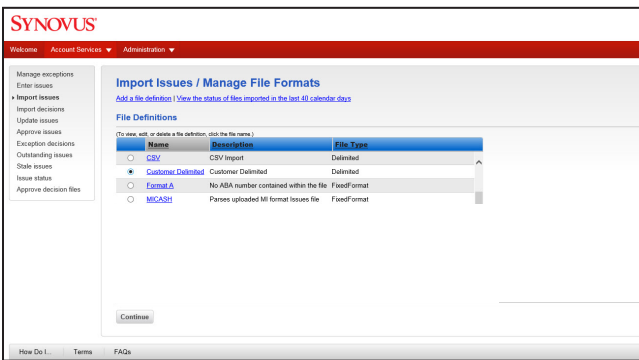 SYNOVUS®
Welcome Account Services Administration
Manage exceptions
Enter issues
Import issues
Import decisions
Update issues
Approve issues
Exception decisions
Outstanding issues
Stale issues
Issue status
Approve decision files
Import Issues / Manage File Formats
Add a file definition | View the status of files imported in the last 40 calendar days
File Definitions
(To view, edit, or delete a file definition, click the file name.)
Name Description File Type
CSV CSV Import Delimited
Customer Delimited Customer Delimited Delimited
Format A No ABA number contained within the file FixedFormat
MICASH Parses uploaded MI format Issues file FixedFormat
Continue
How Do I... Terms FAQs